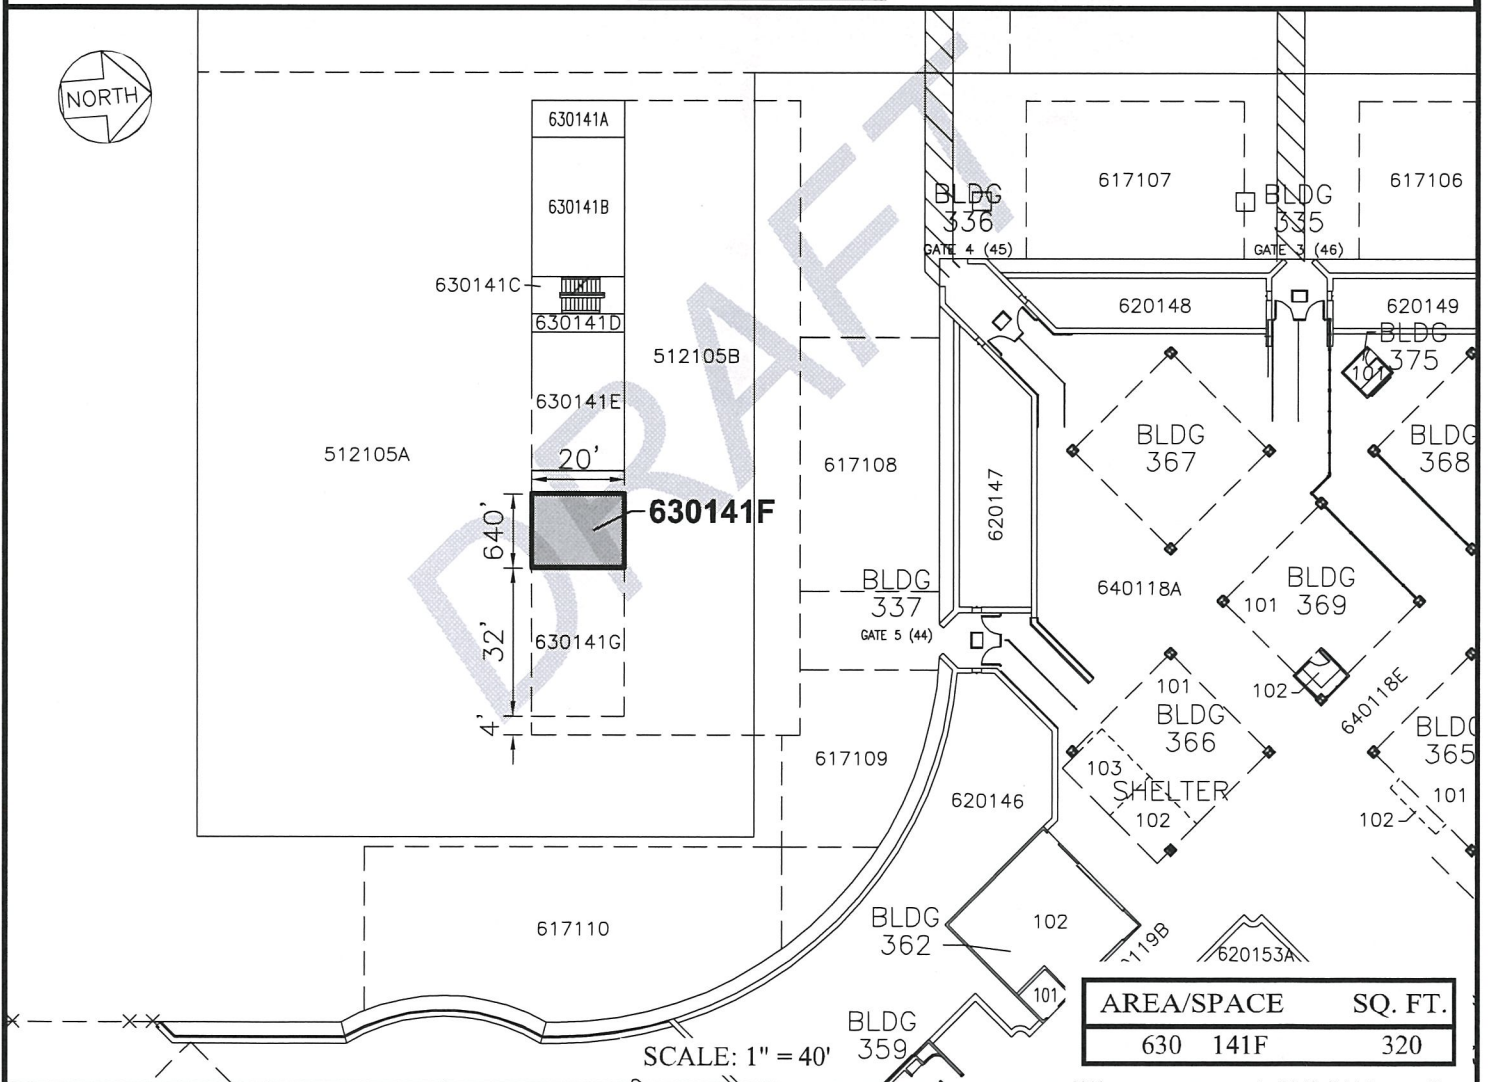 NORTH
630141A
630141B
630141C
630141D
630141E
512105B
512105A
20'
640'
630141F
32'
630141G
4'
DRAFT
617107
617106
BLDG
336
GATE 4 (45)
BLDG
335
GATE 3 (46)
620148
620149
BLDG
375
101
617108
620147
BLDG
367
BLDG
368
640118A
BLDG
369
101
102
640118E
BLDG
337
GATE 5 (44)
101
BLDG
366
103
SHELTER
102
365
101
102
617109
620146
617110
BLDG
362
102
101
620153A
BLDG
359
SCALE: 1" = 40'
AREA/SPACE SQ. FT.
630 141F 320